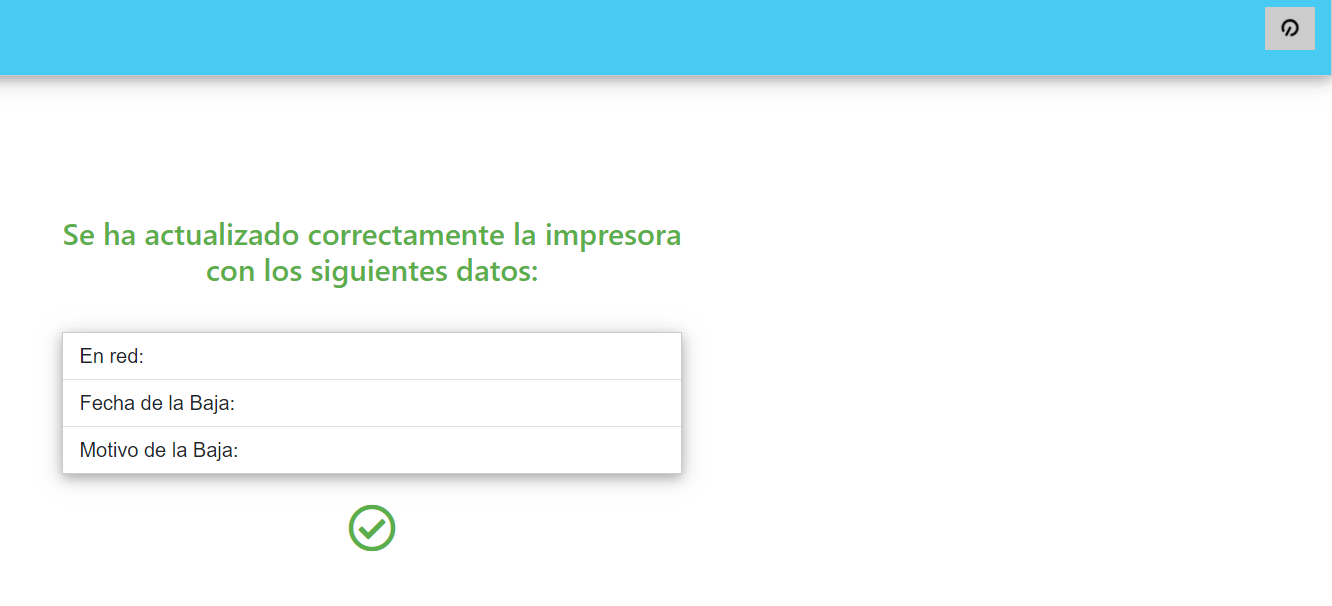 Se ha actualizado correctamente la impresora
con los siguientes datos:
En red:
Fecha de la Baja:
Motivo de la Baja: